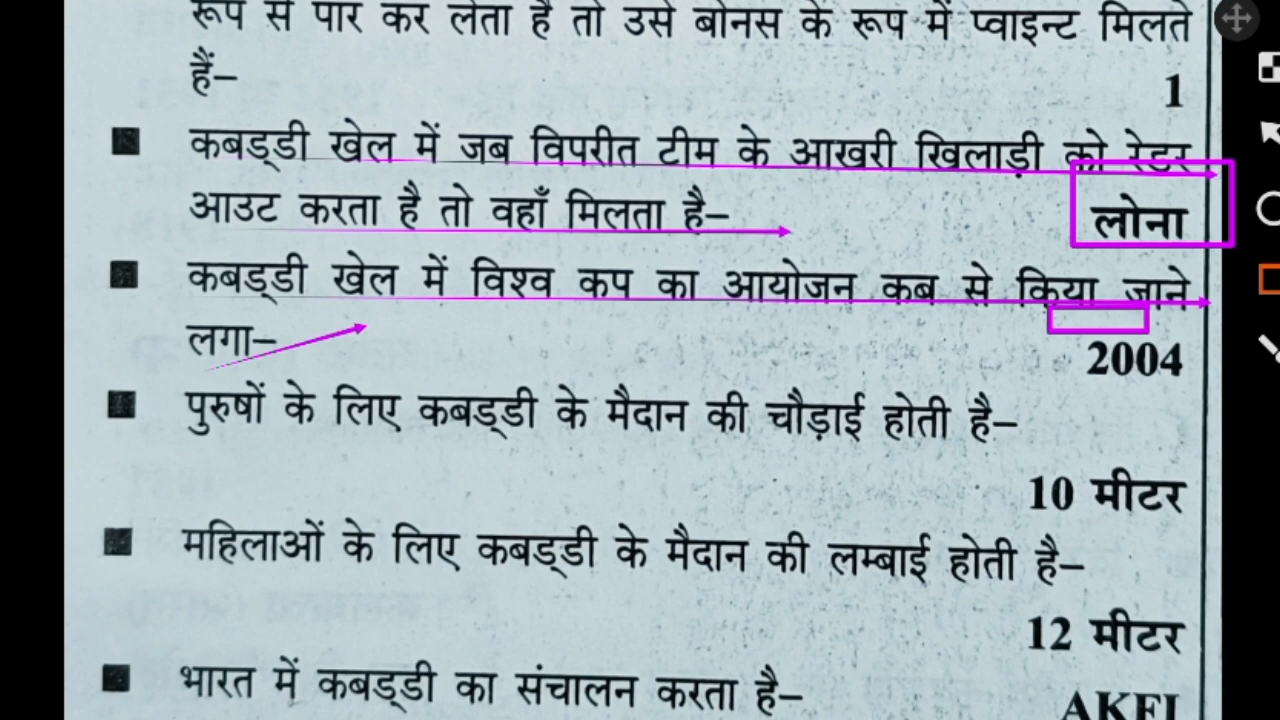 रूप से पार कर लेता है तो उसे बोनस के रूप में प्वाइन्ट मिलते
हैं–
1
कबड्डी खेल में जब विपरीत टीम के आखरी खिलाड़ी को रेडर
आउट करता है तो वहाँ मिलता है–
लोना
कबड्डी खेल में विश्व कप का आयोजन कब से किया जाने
लगा–
2004
पुरुषों के लिए कबड्डी के मैदान की चौड़ाई होती है–
10 मीटर
महिलाओं के लिए कबड्डी के मैदान की लम्बाई होती है–
12 मीटर
भारत में कबड्डी का संचालन करता है–
AKFI